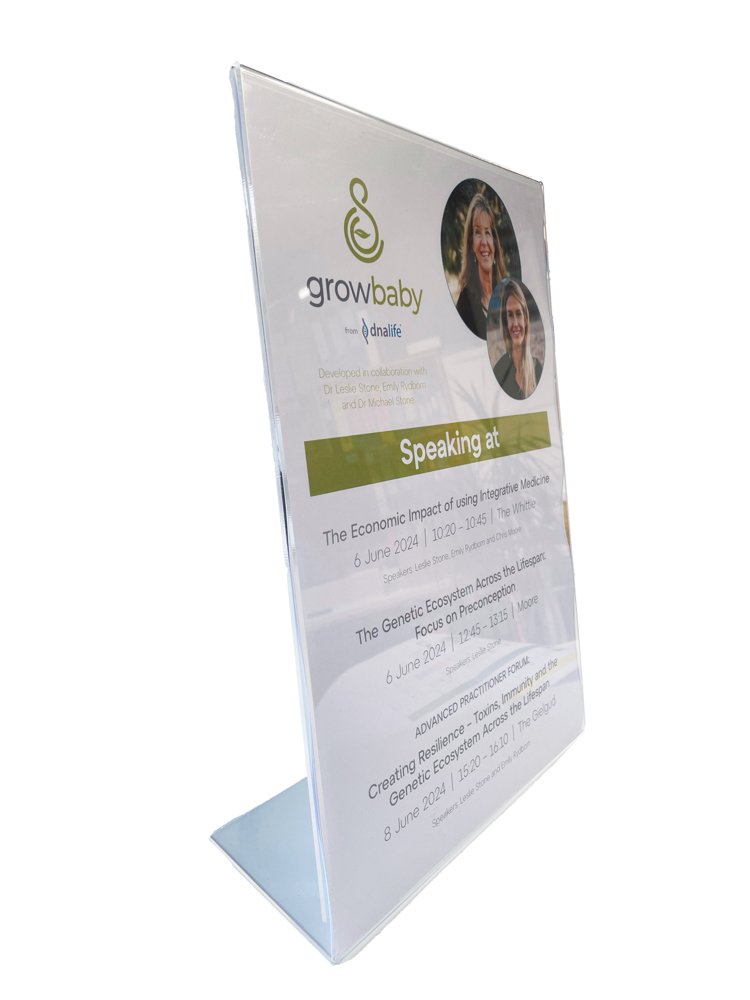 growbaby
from dnalife
Developed in collaboration with
Dr Leslie Stone, Emily Rydbom
and Dr Michael Stone
Speaking at
The Economic Impact of using Integrative Medicine
6 June 2024 | 10:20 – 10:45 | The Whittle
Speakers: Leslie Stone, Emily Rydbom and Chris Moore
The Genetic Ecosystem Across the Lifespan:
Focus on Preconception
6 June 2024 | 12:45 – 13:15 | Moore
Speakers: Leslie Stone
ADVANCED PRACTITIONER FORUM:
Creating Resilience – Toxins, Immunity and the
Genetic Ecosystem Across the Lifespan
8 June 2024 | 15:20 – 16:10 | The Gielgud
Speakers: Leslie Stone and Emily Rydbom